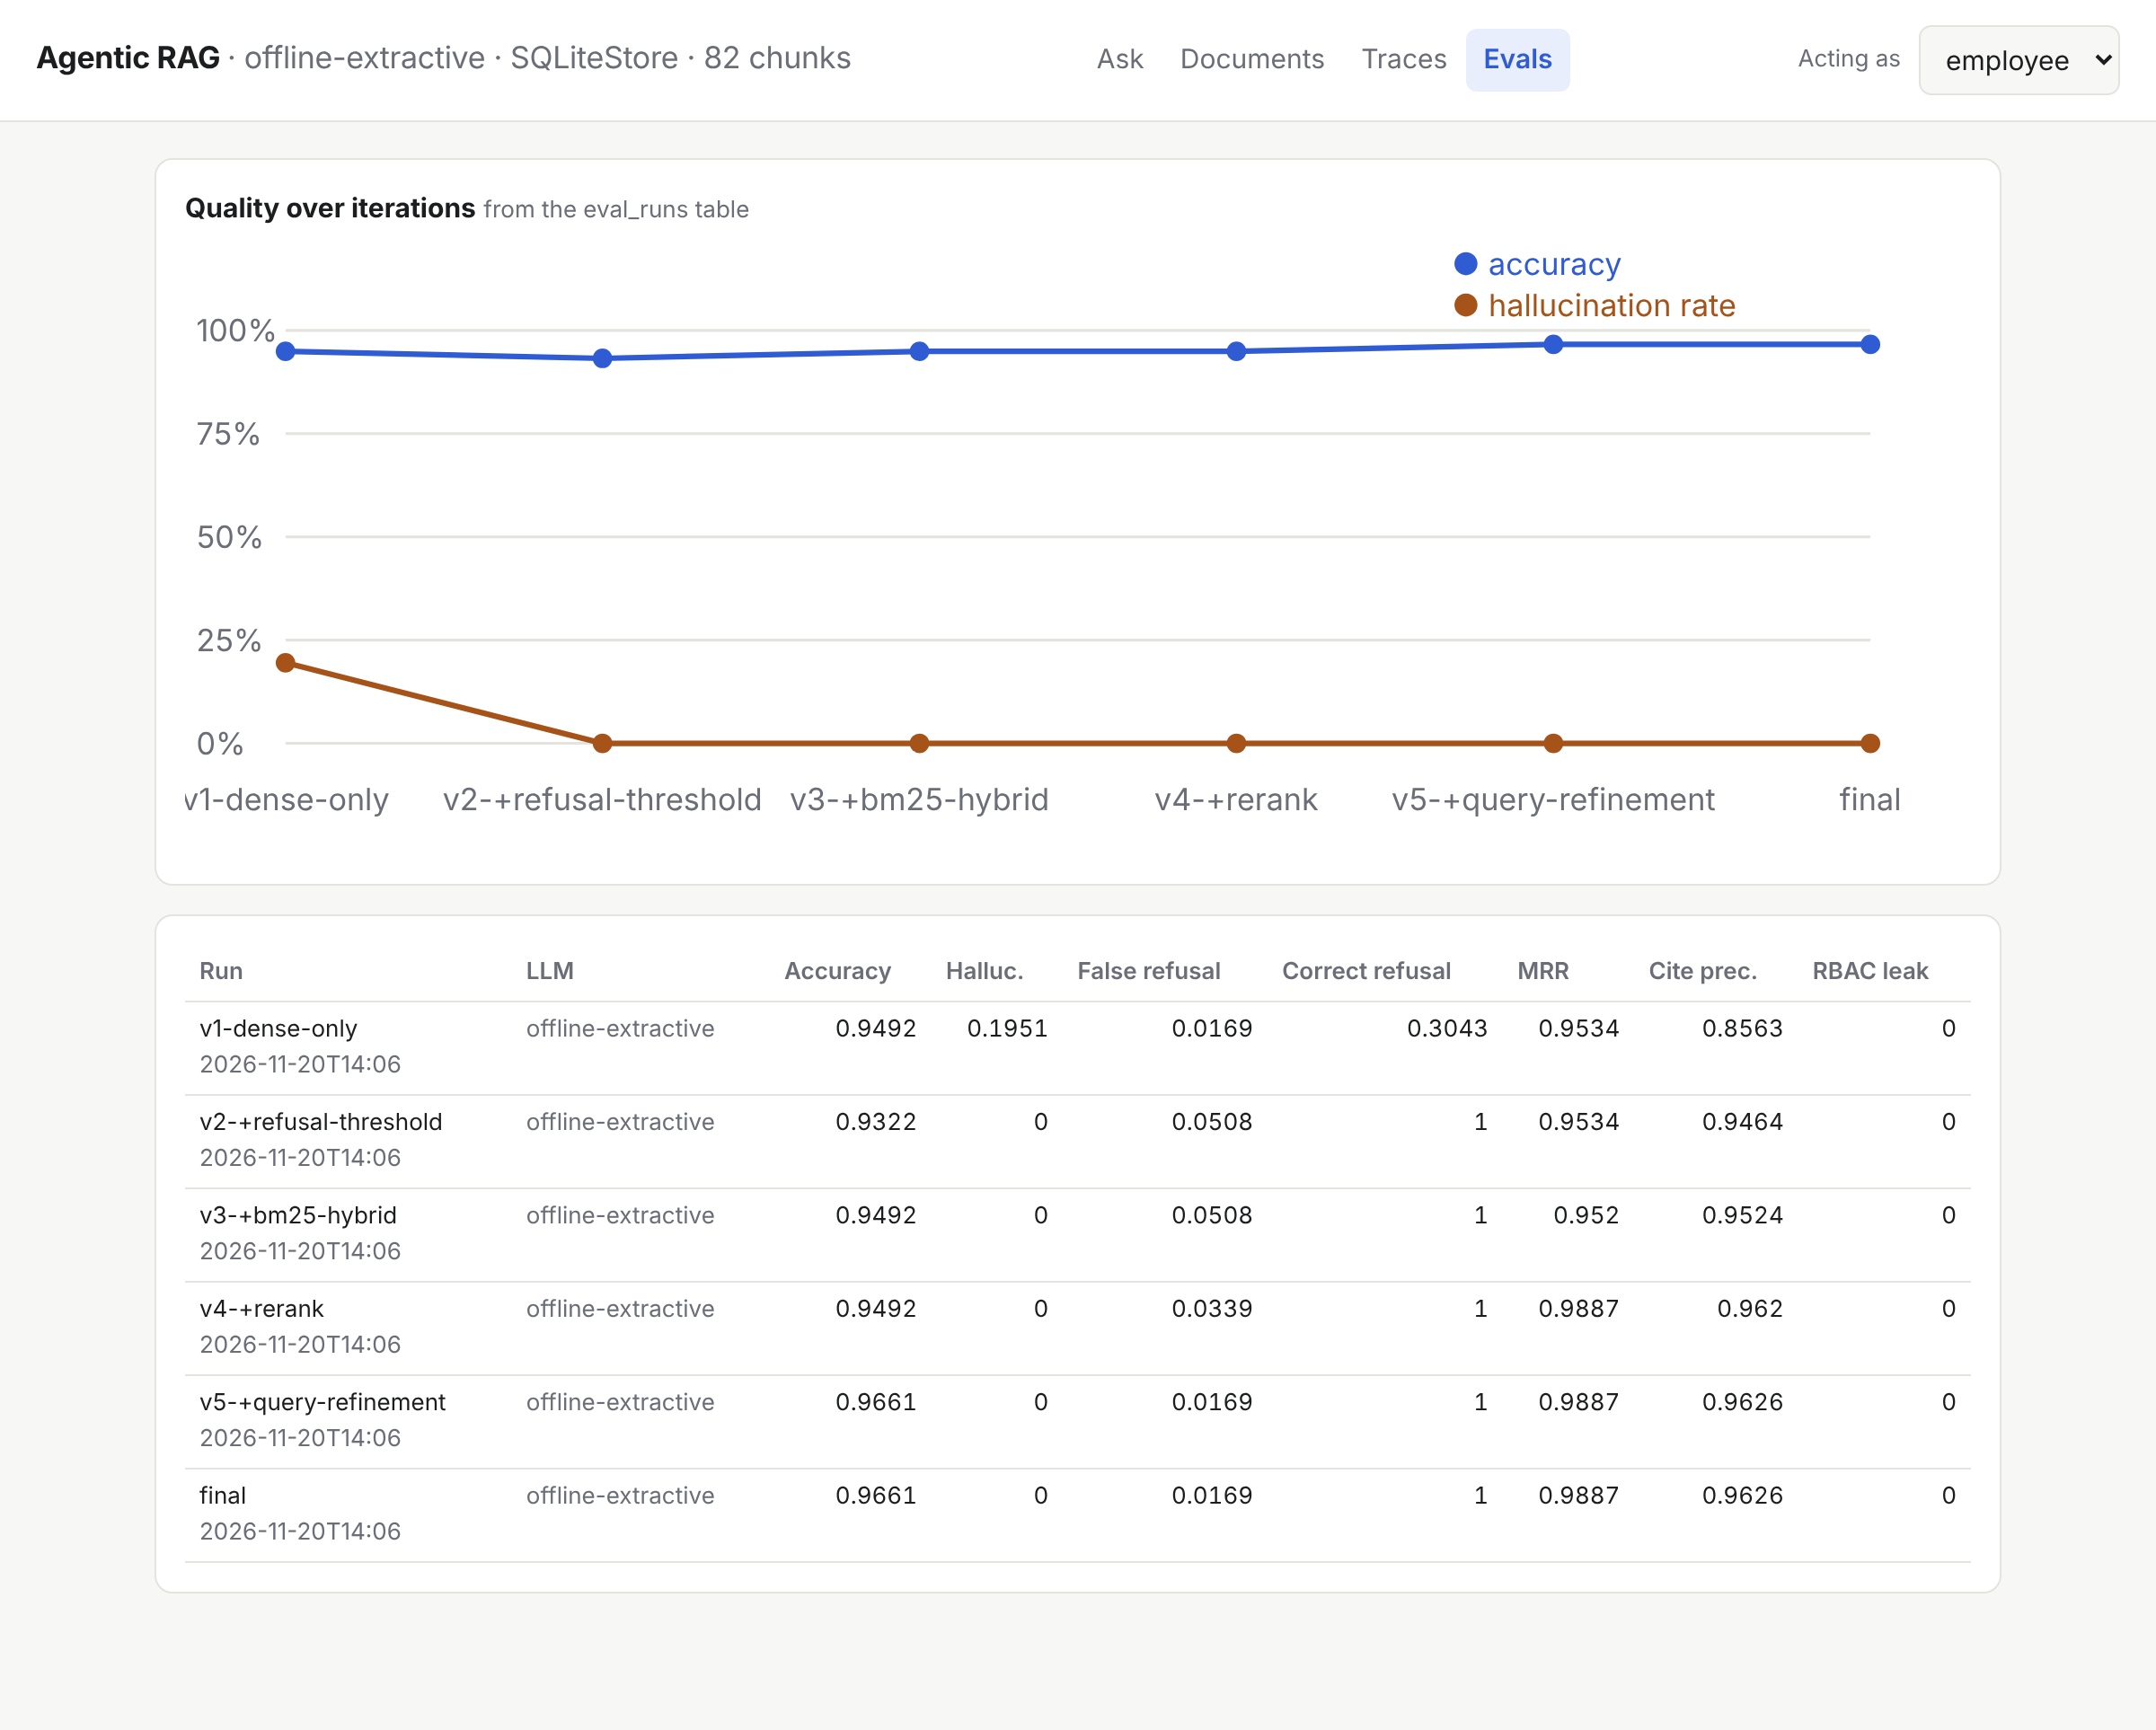 Agentic RAG · offline-extractive · SQLiteStore · 82 chunks
Ask Documents Traces Evals
Acting as employee
Quality over iterations from the eval_runs table
accuracy
hallucination rate
100%
75%
50%
25%
0%
v1-dense-only v2-+refusal-threshold v3-+bm25-hybrid v4-+rerank v5-+query-refinement final
Run LLM Accuracy Halluc. False refusal Correct refusal MRR Cite prec. RBAC leak
v1-dense-only offline-extractive 0.9492 0.1951 0.0169 0.3043 0.9534 0.8563 0
2026-11-20T14:06
v2-+refusal-threshold offline-extractive 0.9322 0 0.0508 1 0.9534 0.9464 0
2026-11-20T14:06
v3-+bm25-hybrid offline-extractive 0.9492 0 0.0508 1 0.952 0.9524 0
2026-11-20T14:06
v4-+rerank offline-extractive 0.9492 0 0.0339 1 0.9887 0.962 0
2026-11-20T14:06
v5-+query-refinement offline-extractive 0.9661 0 0.0169 1 0.9887 0.9626 0
2026-11-20T14:06
final offline-extractive 0.9661 0 0.0169 1 0.9887 0.9626 0
2026-11-20T14:06